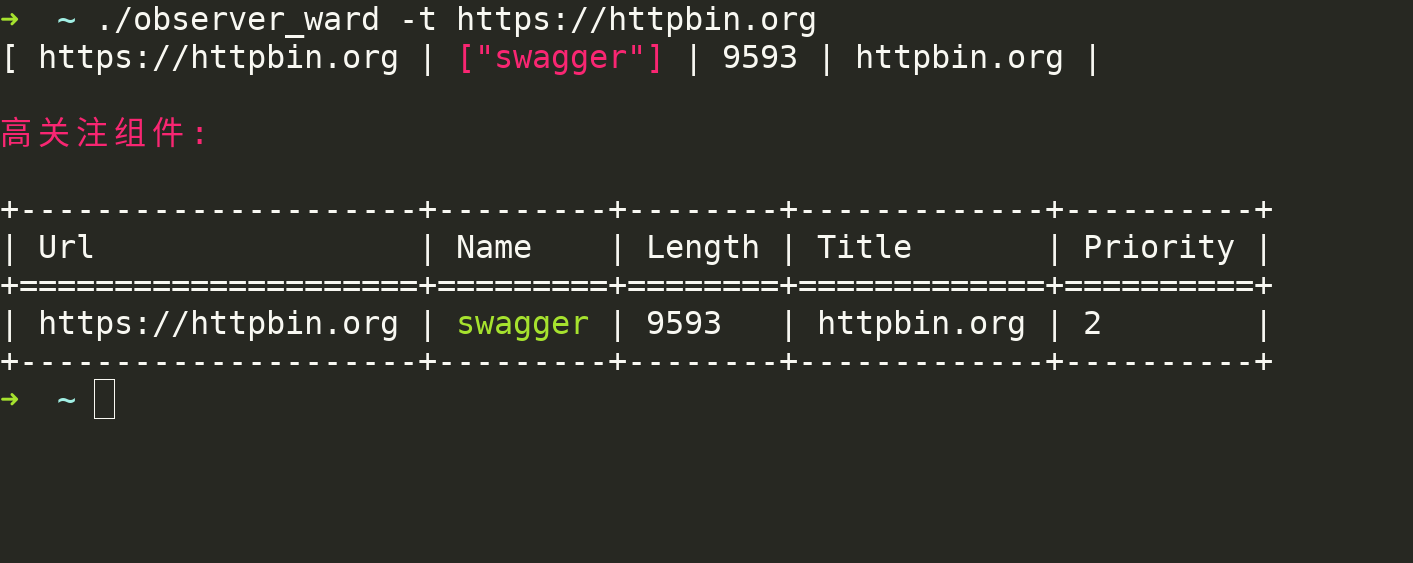 ➜  ~ ./observer_ward -t https://httpbin.org
[ https://httpbin.org | ["swagger"] | 9593 | httpbin.org |
高关注组件:
+---------------------+---------+--------+-------------+----------+
| Url                 | Name    | Length | Title       | Priority |
+=====================+=========+========+=============+==========+
| https://httpbin.org | swagger | 9593   | httpbin.org | 2        |
+---------------------+---------+--------+-------------+----------+
➜  ~